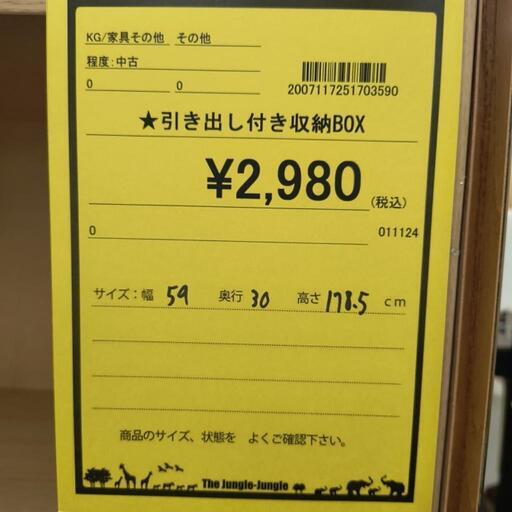 KG/家具その他 その他
程度:中古
0 0
2007117251703590
★引き出し付き収納BOX
¥2,980(税込)
0 011124
サイズ:幅 59 奥行 30 高さ 178.5 cm
商品のサイズ、状態を よくご確認下さい。
The Jungle-Jungle